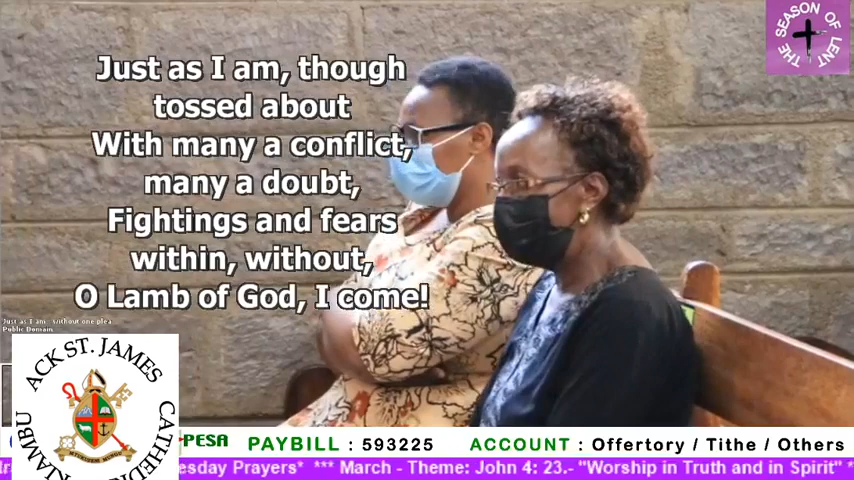 THE SEASON OF LENT
Just as I am, though
tossed about
With many a conflict,
many a doubt,
Fightings and fears
within, without,
O Lamb of God, I come!
Just as I am, without one plea
Public Domain
ACK ST. JAMES CATHEDRAL
PESA PAYBILL : 593225 ACCOUNT : Offertory / Tithe / Others
Prayers* *** March - Theme: John 4: 23.- "Worship in Truth and in Spirit" *